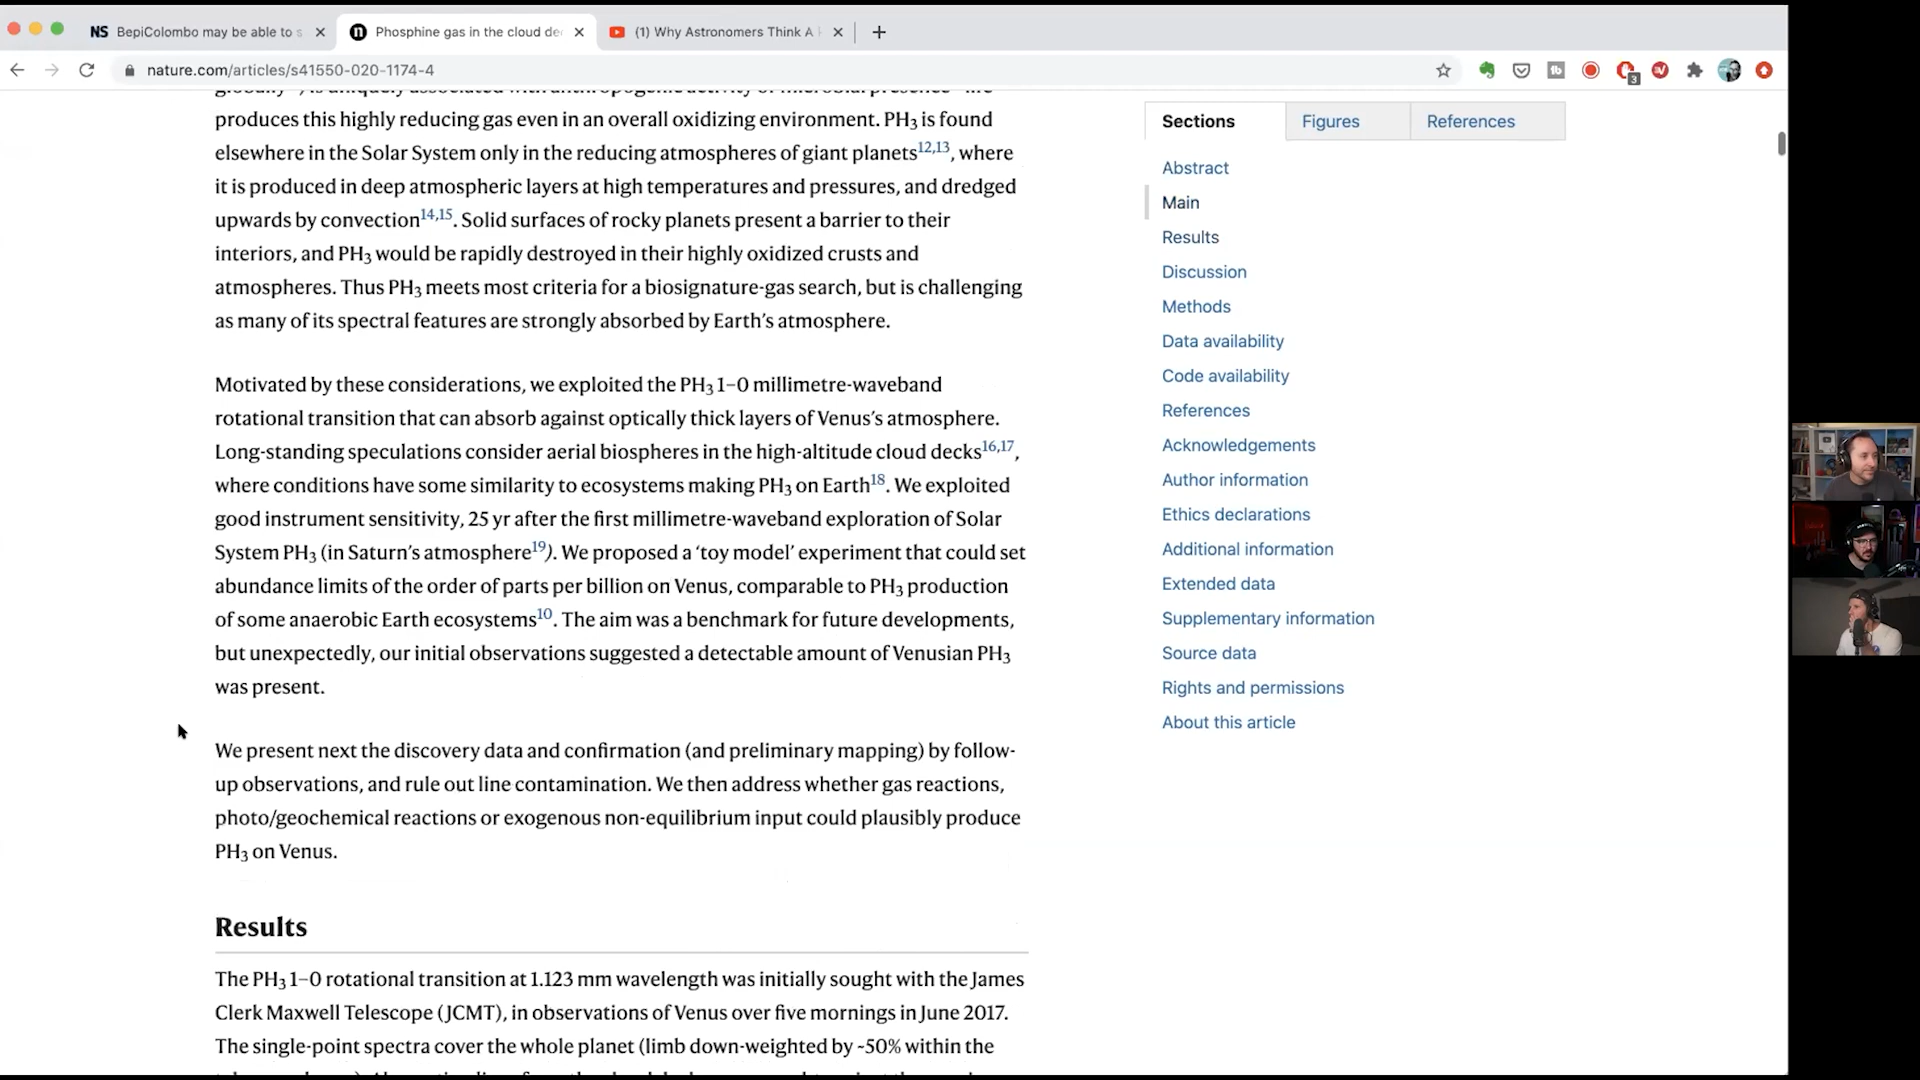 NS BepiColombo may be able to s
n Phosphine gas in the cloud de
(1) Why Astronomers Think A
nature.com/articles/s41550-020-1174-4
3
produces this highly reducing gas even in an overall oxidizing environment. PH₃ is found
elsewhere in the Solar System only in the reducing atmospheres of giant planets12,13, where
it is produced in deep atmospheric layers at high temperatures and pressures, and dredged
upwards by convection14,15. Solid surfaces of rocky planets present a barrier to their
interiors, and PH₃ would be rapidly destroyed in their highly oxidized crusts and
atmospheres. Thus PH₃ meets most criteria for a biosignature-gas search, but is challenging
as many of its spectral features are strongly absorbed by Earth's atmosphere.
Motivated by these considerations, we exploited the PH₃ 1–0 millimetre-waveband
rotational transition that can absorb against optically thick layers of Venus's atmosphere.
Long-standing speculations consider aerial biospheres in the high-altitude cloud decks16,17,
where conditions have some similarity to ecosystems making PH₃ on Earth18. We exploited
good instrument sensitivity, 25 yr after the first millimetre-waveband exploration of Solar
System PH₃ (in Saturn's atmosphere19). We proposed a 'toy model' experiment that could set
abundance limits of the order of parts per billion on Venus, comparable to PH₃ production
of some anaerobic Earth ecosystems10. The aim was a benchmark for future developments,
but unexpectedly, our initial observations suggested a detectable amount of Venusian PH₃
was present.
We present next the discovery data and confirmation (and preliminary mapping) by follow-
up observations, and rule out line contamination. We then address whether gas reactions,
photo/geochemical reactions or exogenous non-equilibrium input could plausibly produce
PH₃ on Venus.
Results
The PH₃ 1–0 rotational transition at 1.123 mm wavelength was initially sought with the James
Clerk Maxwell Telescope (JCMT), in observations of Venus over five mornings in June 2017.
The single-point spectra cover the whole planet (limb down-weighted by ~50% within the
Sections
Figures
References
Abstract
Main
Results
Discussion
Methods
Data availability
Code availability
References
Acknowledgements
Author information
Ethics declarations
Additional information
Extended data
Supplementary information
Source data
Rights and permissions
About this article